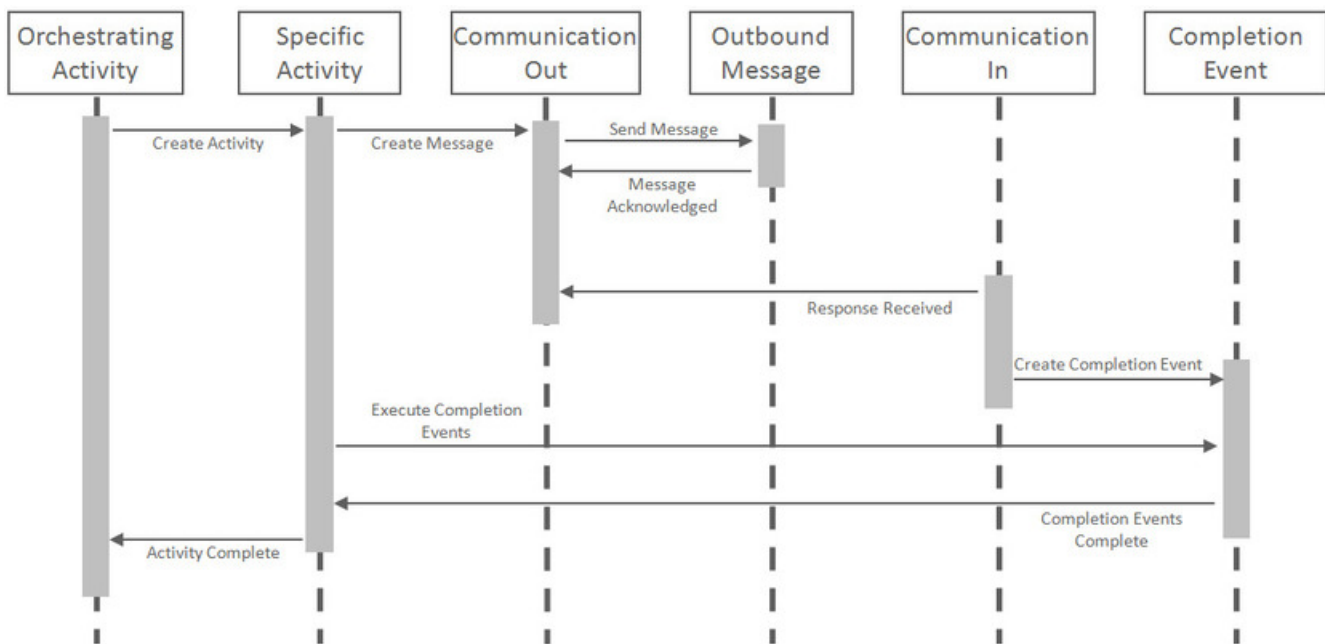 Orchestrating
Activity
Specific
Activity
Communication
Out
Outbound
Message
Communication
In
Completion
Event
Create Activity
Create Message
Send Message
Message
Acknowledged
Response Received
Create Completion Event
Execute Completion
Events
Completion Events
Complete
Activity Complete